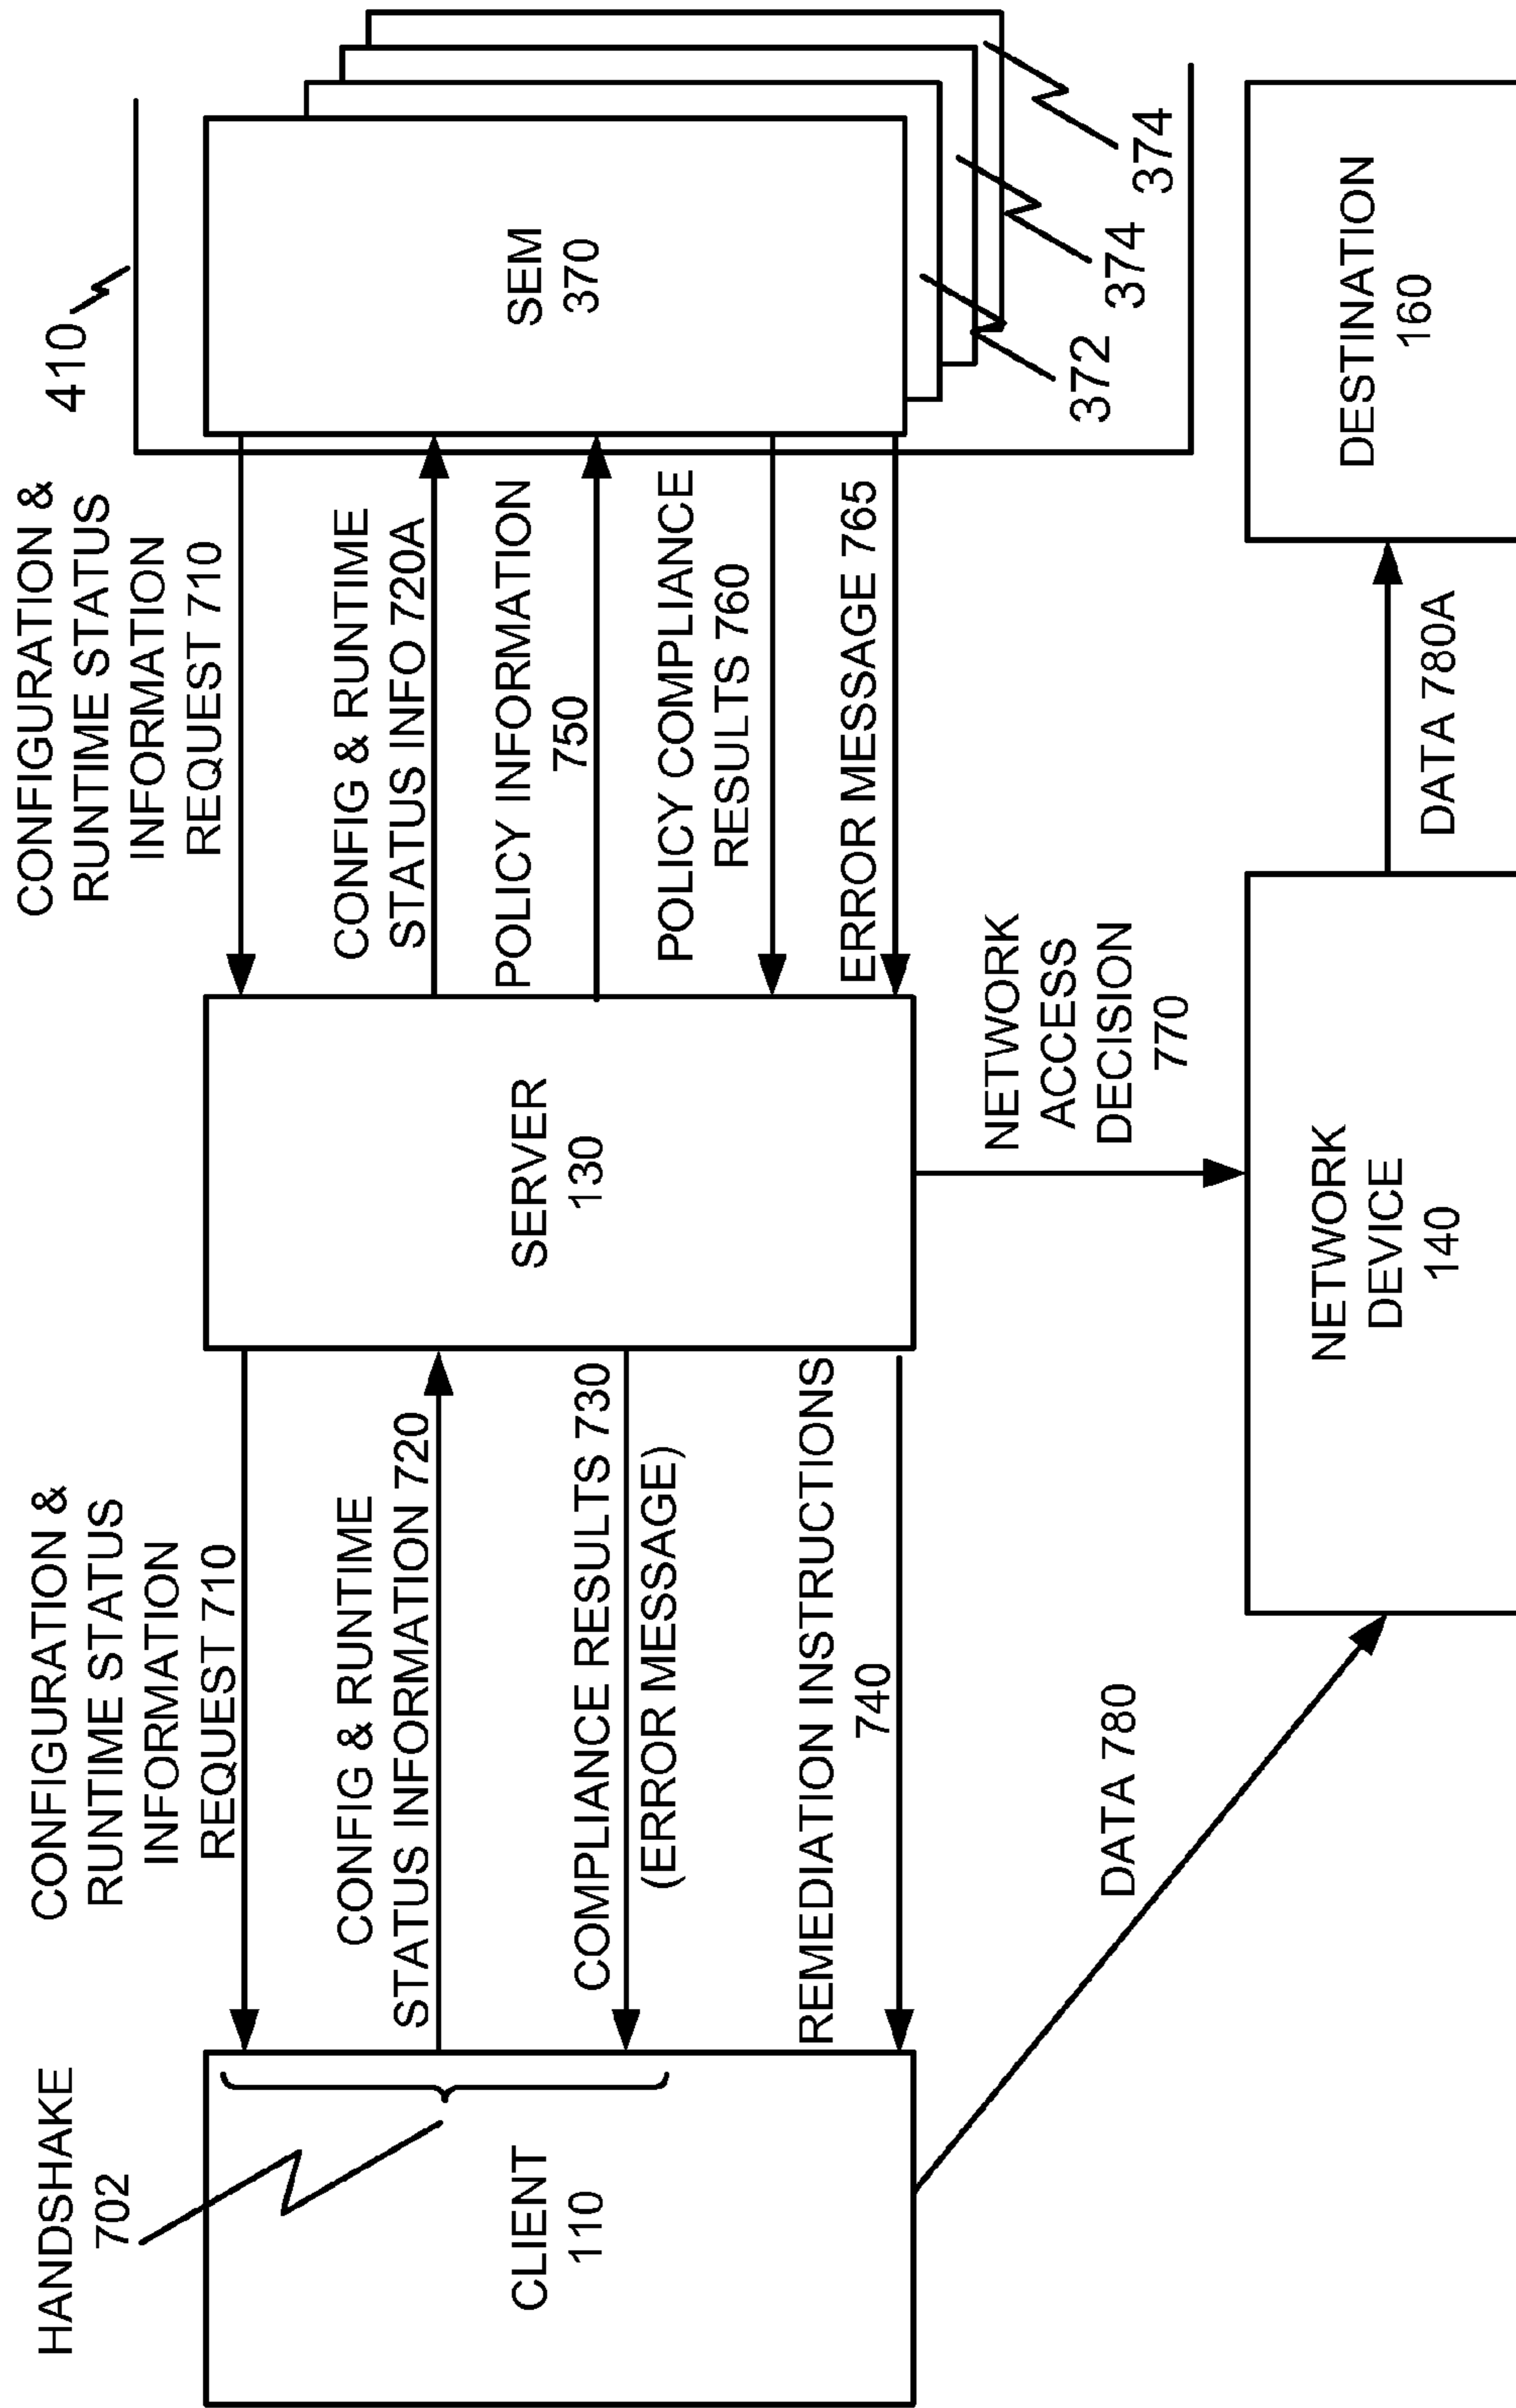 HANDSHAKE
702
CONFIGURATION &
RUNTIME STATUS
INFORMATION
REQUEST 710
CONFIGURATION &
RUNTIME STATUS
INFORMATION
REQUEST 710
410
CLIENT
110
CONFIG & RUNTIME
STATUS INFORMATION 720
COMPLIANCE RESULTS 730
(ERROR MESSAGE)
REMEDIATION INSTRUCTIONS
740
SERVER
130
CONFIG & RUNTIME
STATUS INFO 720A
POLICY INFORMATION
750
POLICY COMPLIANCE
RESULTS 760
ERROR MESSAGE 765
SEM
370
372
374
374
NETWORK
ACCESS
DECISION
770
DATA 780
NETWORK
DEVICE
140
DATA 780A
DESTINATION
160